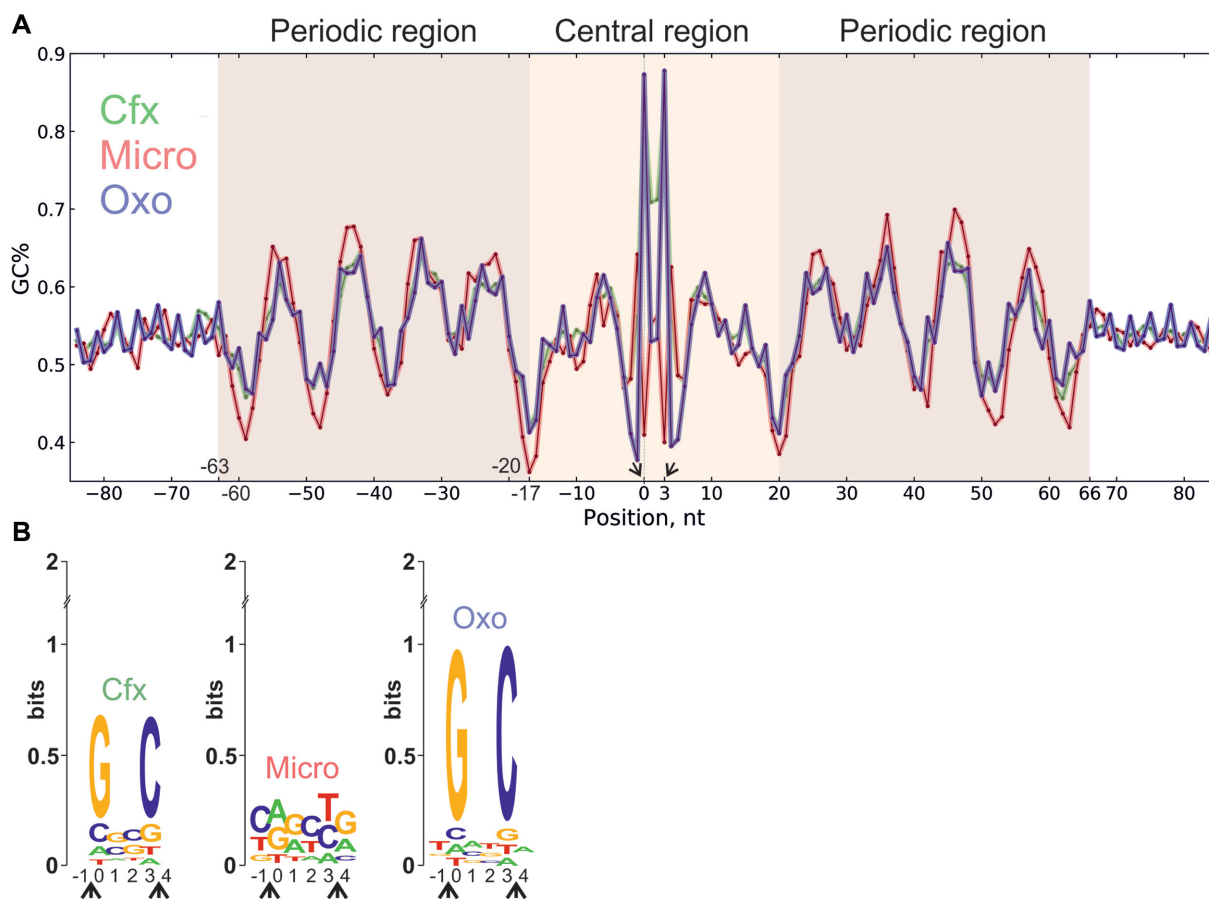 A
Periodic region Central region Periodic region
0.9
0.8
0.7
0.6
0.5
0.4
GC%
Cfx
Micro
Oxo
-63 -20
−80 −70 −60 −50 −40 −30 -17 −10 0 3 10 20 30 40 50 60 66 70 80
Position, nt
B
2 2 2
1 1 1
0.5 0.5 0.5
0 0 0
bits bits bits
Cfx Micro Oxo
-1 0 1 2 3 4 -1 0 1 2 3 4 -1 0 1 2 3 4